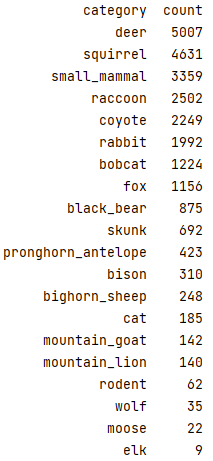 category count
deer 5007
squirrel 4631
small_mammal 3359
raccoon 2502
coyote 2249
rabbit 1992
bobcat 1224
fox 1156
black_bear 875
skunk 692
pronghorn_antelope 423
bison 310
bighorn_sheep 248
cat 185
mountain_goat 142
mountain_lion 140
rodent 62
wolf 35
moose 22
elk 9